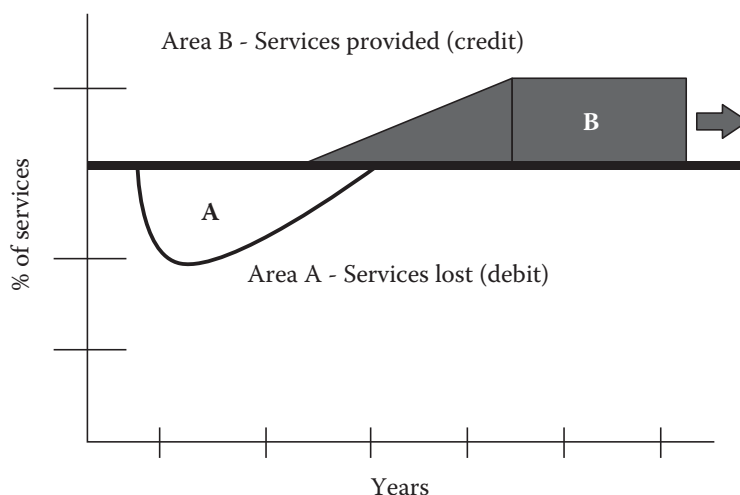 Area B - Services provided (credit)
B
% of services
A
Area A - Services lost (debit)
Years